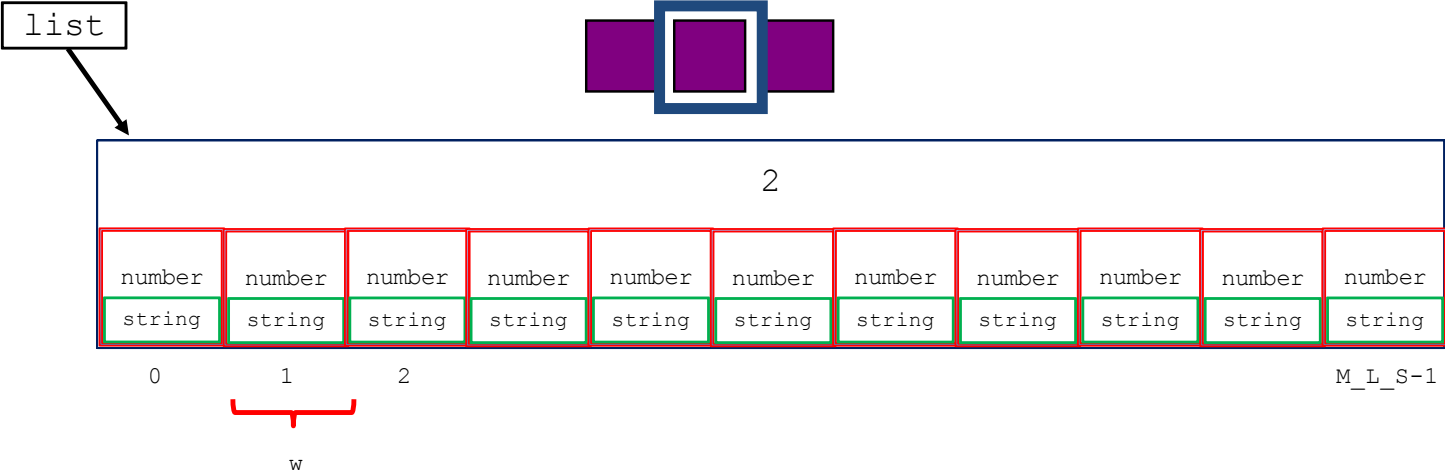 list
2
number number number number number number number number number number number
string string string string string string string string string string string
0 1 2 M_L_S-1
w